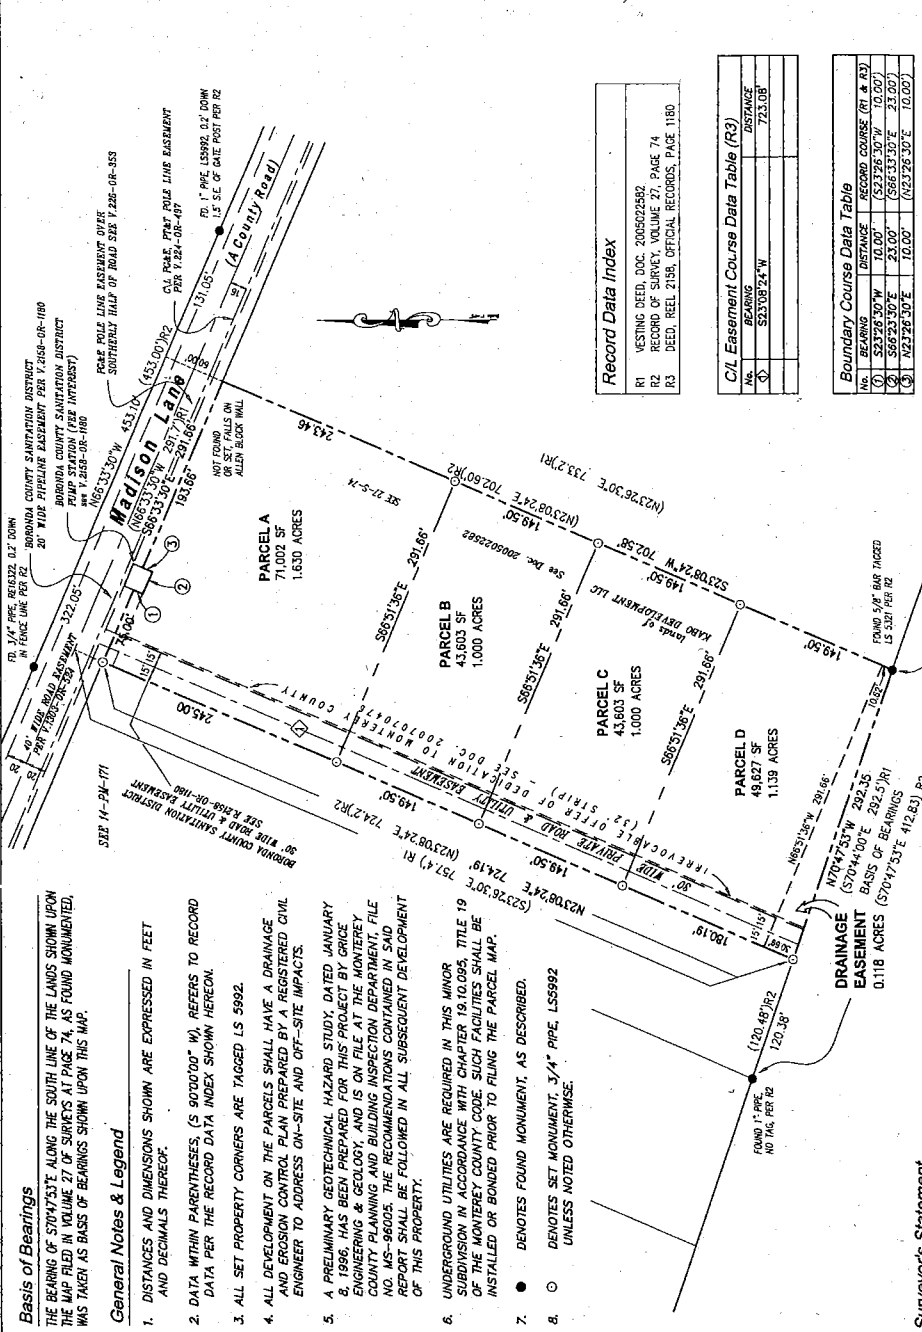 Basis of Bearings
THE BEARING OF S70°47'53"E ALONG THE SOUTH LINE OF THE LANDS SHOWN UPON
THE MAP FILED IN VOLUME 27 OF SURVEYS AT PAGE 74, AS FOUND MONUMENTED,
WAS TAKEN AS BASIS OF BEARINGS SHOWN UPON THIS MAP.
General Notes & Legend
1. DISTANCES AND DIMENSIONS SHOWN ARE EXPRESSED IN FEET
AND DECIMALS THEREOF.
2. DATA WITHIN PARENTHESES, (S 90°00'00" W), REFERS TO RECORD
DATA PER THE RECORD DATA INDEX SHOWN HEREON.
3. ALL SET PROPERTY CORNERS ARE TAGGED LS 5992.
4. ALL DEVELOPMENT ON THE PARCELS SHALL HAVE A DRAINAGE
AND EROSION CONTROL PLAN PREPARED BY A REGISTERED CIVIL
ENGINEER TO ADDRESS ON-SITE AND OFF-SITE IMPACTS.
5. A PRELIMINARY GEOTECHNICAL HAZARD STUDY, DATED JANUARY
8, 1996, HAS BEEN PREPARED FOR THIS PROJECT BY GRICE
ENGINEERING & GEOLOGY, AND IS ON FILE AT THE MONTEREY
COUNTY PLANNING AND BUILDING INSPECTION DEPARTMENT, FILE
NO. MS-96005. THE RECOMMENDATIONS CONTAINED IN SAID
REPORT SHALL BE FOLLOWED IN ALL SUBSEQUENT DEVELOPMENT
OF THIS PROPERTY.
6. UNDERGROUND UTILITIES ARE REQUIRED IN THIS MINOR
SUBDIVISION IN ACCORDANCE WITH CHAPTER 19.10.095, TITLE 19
OF THE MONTEREY COUNTY CODE. SUCH FACILITIES SHALL BE
INSTALLED OR BONDED PRIOR TO FILING THE PARCEL MAP.
7. ● DENOTES FOUND MONUMENT, AS DESCRIBED.
8. ⊙ DENOTES SET MONUMENT, 3/4" PIPE, LS5992
UNLESS NOTED OTHERWISE.
FD. 3/4" PIPE, RE16322, 0.2' DOWN
IN FENCE LINE PER R2
BORONDA COUNTY SANITATION DISTRICT
20' WIDE PIPELINE EASEMENT PER V.2158-OR-1180
BORONDA COUNTY SANITATION DISTRICT
PUMP STATION (FEE INTEREST)
see V.2158-OR-1180
PG&E POLE LINE EASEMENT OVER
SOUTHERLY HALF OF ROAD SEE V.226-OR-353
C/L PG&E, PT&T POLE LINE EASEMENT
PER V.224-OR-497
FD. 1" PIPE, LS5992, 0.2' DOWN
1.5' S.E. OF GATE POST PER R2
N66°33'30"W 453.10' (453.00')R2
322.05'
131.05'
Madison Lane
(A County Road)
(N66°33'30"W 291.7')R1
S66°33'30"E 291.66'
193.66'
60.00'
16
NOT FOUND
OR SET, FALLS ON
ALLEN BLOCK WALL
40' WIDE ROAD EASEMENT
PER V.1303-OR-524
20
20
75.00'
1
2
3
SEE 14-PM-171
BORONDA COUNTY SANITATION DISTRICT
30' WIDE ROAD & UTILITY EASEMENT
SEE R.2158-OR-1180
15' 15'
245.00
1
PARCEL A
71,002 SF
1.630 ACRES
243.46
SEE 27-S-74
S66°51'36"E 291.66'
PARCEL B
43,603 SF
1.000 ACRES
149.50'
149.50'
See Doc. 2005022582
S66°51'36"E 291.66'
PARCEL C
43,603 SF
1.000 ACRES
149.50'
149.50'
lands of
KABO DEVELOPMENT LLC
S66°51'36"E 291.66'
PARCEL D
49,627 SF
1.139 ACRES
180.19'
149.50'
(N23°26'30"E 733.2')R1
(N23°08'24"E 702.60')R2
S23°08'24"W 702.58'
N23°08'24"E 724.19'
(N23°08'24"E 724.2')R2
(S23°26'30"E 757.4') R1
30' WIDE PRIVATE ROAD & UTILITY EASEMENT
IRREVOCABLE OFFER OF DEDICATION TO MONTEREY COUNTY
(32' STRIP) - SEE DOC. 2007070476
15' 15'
30.66'
N66°51'36"W 291.66'
10.62'
FOUND 5/8" BAR TAGGED
LS 5321 PER R2
N70°47'53"W 292.35
(S70°44'00"E 292.5')R1
BASIS OF BEARINGS
(S70°47'53"E 412.83) R2
DRAINAGE
EASEMENT
0.118 ACRES
(120.48')R2
120.38'
FOUND 1" PIPE,
NO TAG, PER R2
Record Data Index
R1 VESTING DEED, DOC. 2005022582
R2 RECORD OF SURVEY, VOLUME 27, PAGE 74
R3 DEED, REEL 2158, OFFICIAL RECORDS, PAGE 1180
C/L Easement Course Data Table (R3)
No. BEARING DISTANCE
1 S23°08'24"W 723.08'
Boundary Course Data Table
No. BEARING DISTANCE RECORD COURSE (R1 & R3)
1 S23°26'30"W 10.00' (S23°26'30"W 10.00')
2 S66°23'30"E 23.00' (S66°33'30"E 23.00')
3 N23°26'30"E 10.00' (N23°26'30"E 10.00')
Surveyor's Statement